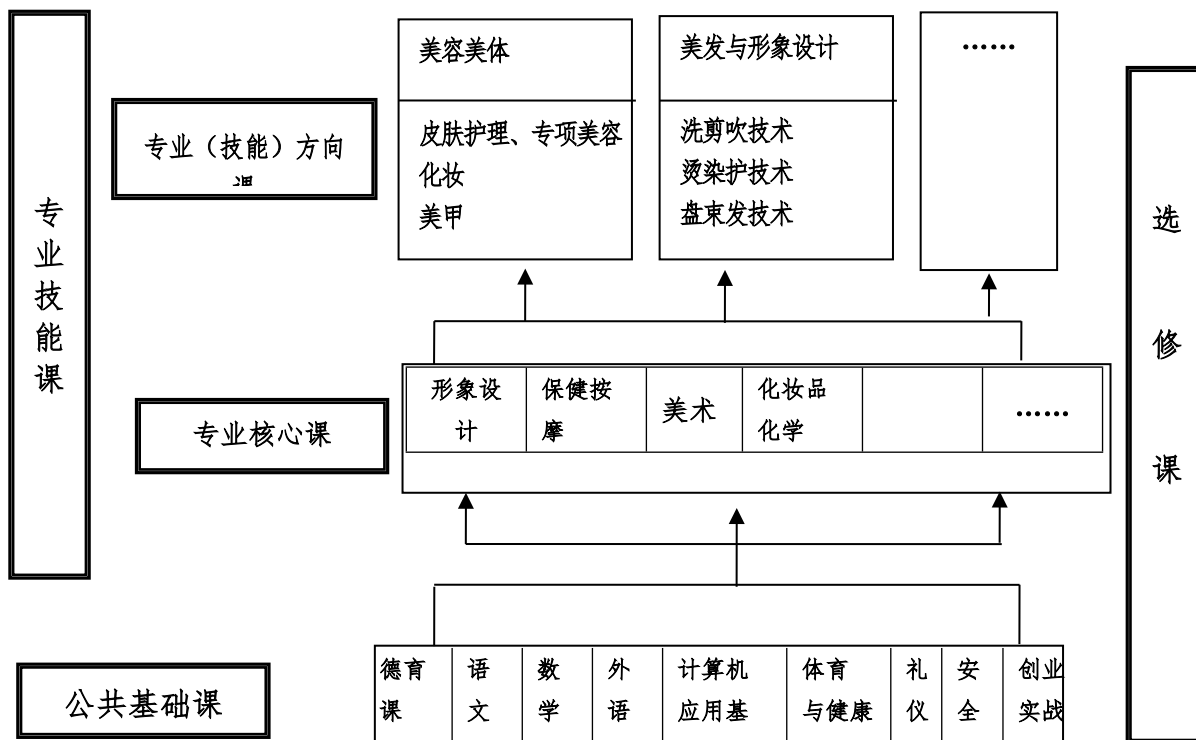 美容美体
美发与形象设计
……
专业（技能）方向
皮肤护理、专项美容
化妆
美甲
洗剪吹技术
烫染护技术
盘束发技术
专业技能课
选修课
专业核心课
形象设
计
保健按
摩
美术
化妆品
化学
……
公共基础课
德育
课
语
文
数
学
外
语
计算机
应用基
体育
与健康
礼
仪
安
全
创业
实战